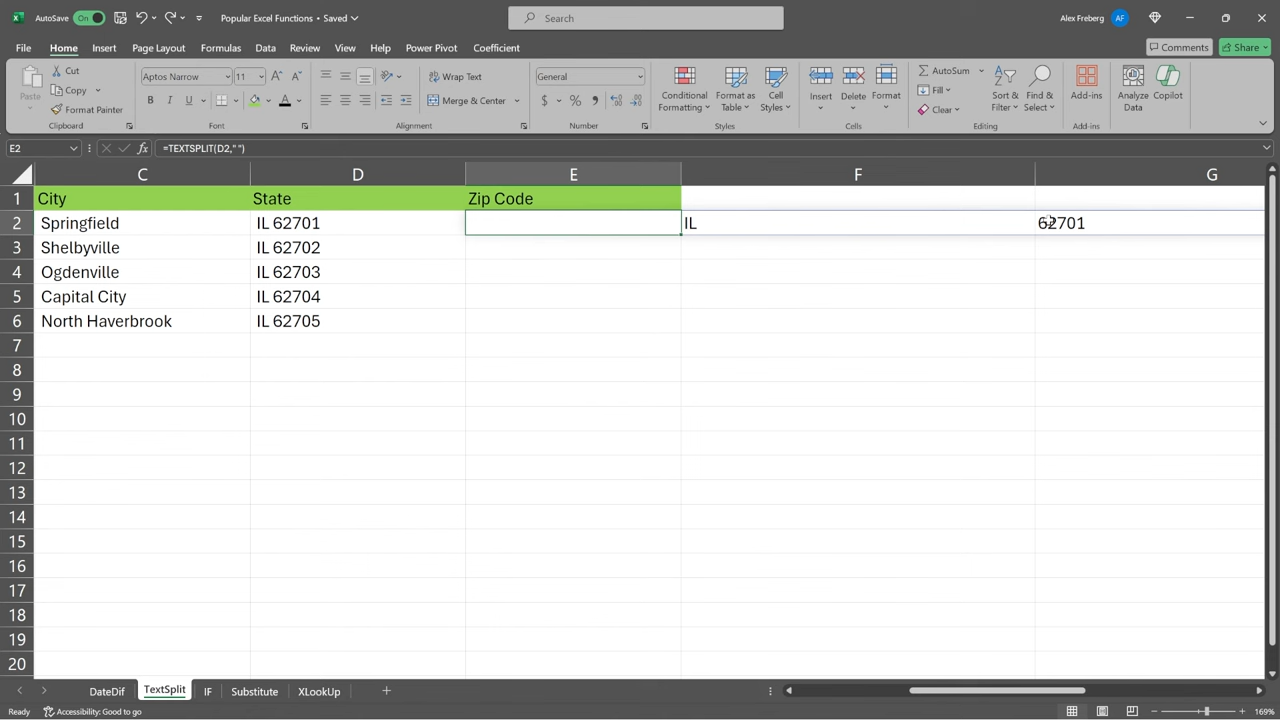 AutoSave On Popular Excel Functions • Saved Search Alex Freberg AF
File Home Insert Page Layout Formulas Data Review View Help Power Pivot Coefficient Comments Share
Paste Cut Copy Format Painter Clipboard
Aptos Narrow 11 B I U Font
Wrap Text Merge & Center Alignment
General $ % Number
Conditional Formatting Format as Table Cell Styles Styles
Insert Delete Format Cells
AutoSum Fill Clear Sort & Filter Find & Select Editing
Add-ins Add-ins
Analyze Data Copilot
E2 fx =TEXTSPLIT(D2," ")
C D E F G
1 City State Zip Code
2 Springfield IL 62701 IL 62701
3 Shelbyville IL 62702
4 Ogdenville IL 62703
5 Capital City IL 62704
6 North Haverbrook IL 62705
7
8
9
10
11
12
13
14
15
16
17
18
19
20
DateDif TextSplit IF Substitute XLookUp
Ready Accessibility: Good to go 169%